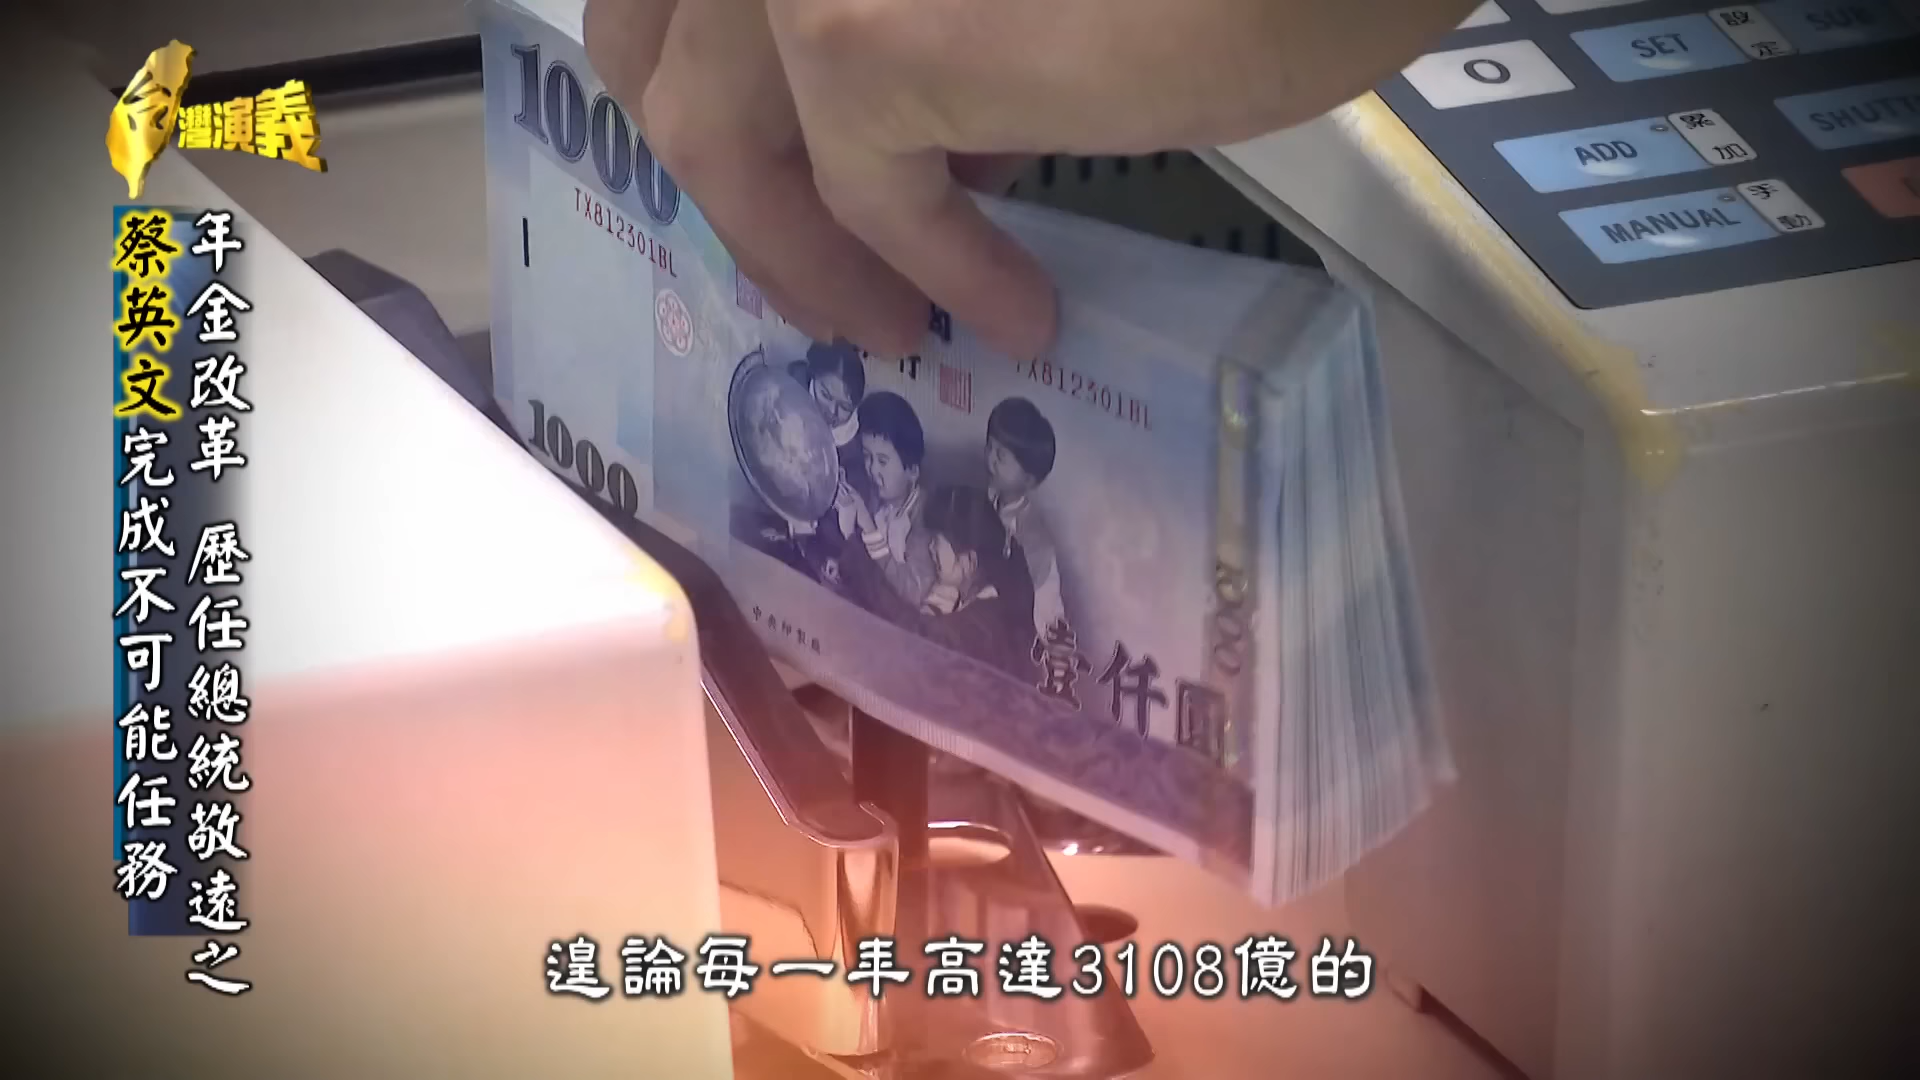 台灣演義
年金改革 歷任總統敬遠之
蔡英文完成不可能任務
1000
TX812301BL
TX812301BL
1000
中央印製廠
壹仟圓
1000
0
SET
設定
SUB
ADD
累加
MANUAL
手動
遑論每一年高達3108億的